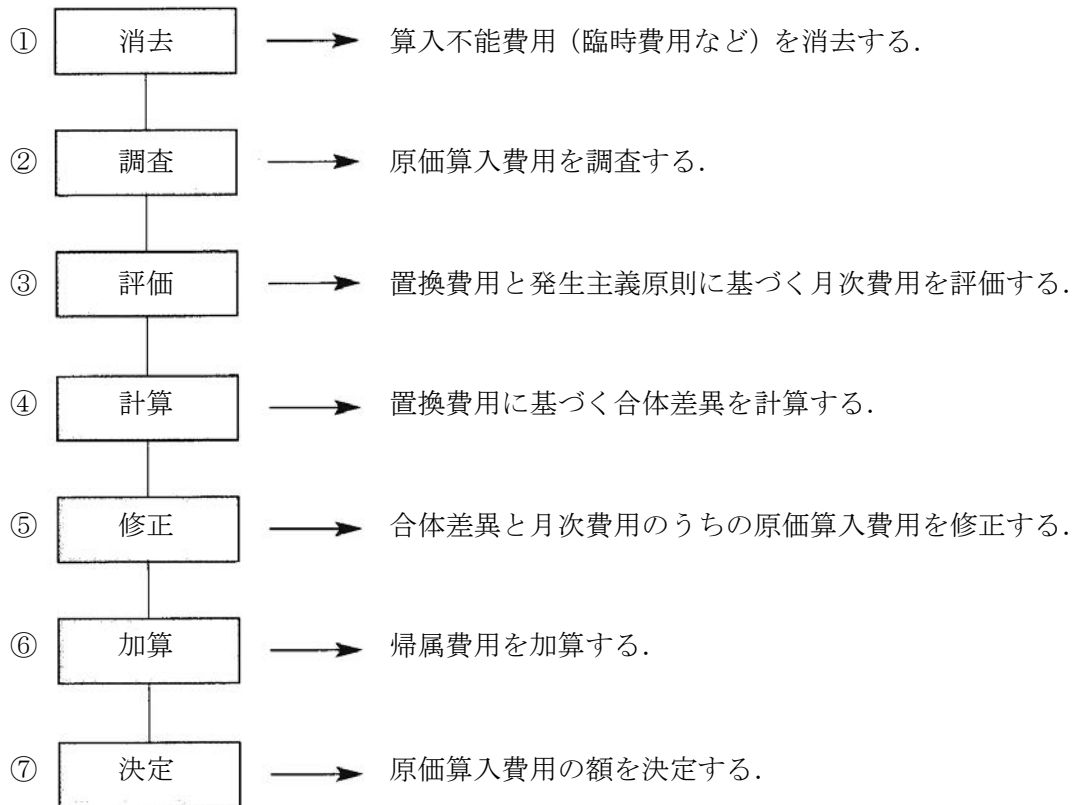 ① 消去 算入不能費用（臨時費用など）を消去する．
② 調査 原価算入費用を調査する．
③ 評価 置換費用と発生主義原則に基づく月次費用を評価する．
④ 計算 置換費用に基づく合体差異を計算する．
⑤ 修正 合体差異と月次費用のうちの原価算入費用を修正する．
⑥ 加算 帰属費用を加算する．
⑦ 決定 原価算入費用の額を決定する．